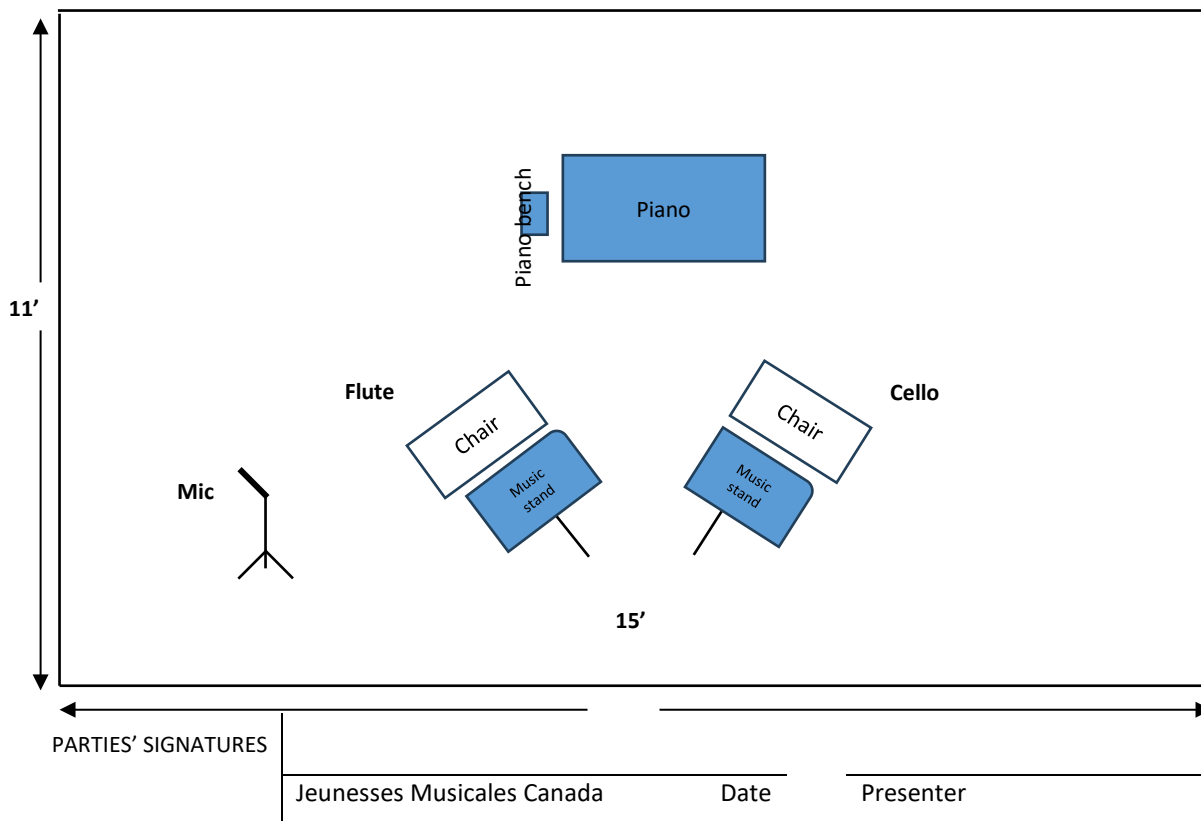 Piano bench
Piano
11’
Flute
Cello
Chair
Chair
Music
stand
Music
stand
Mic
15’
PARTIES’ SIGNATURES
Jeunesses Musicales Canada Date Presenter